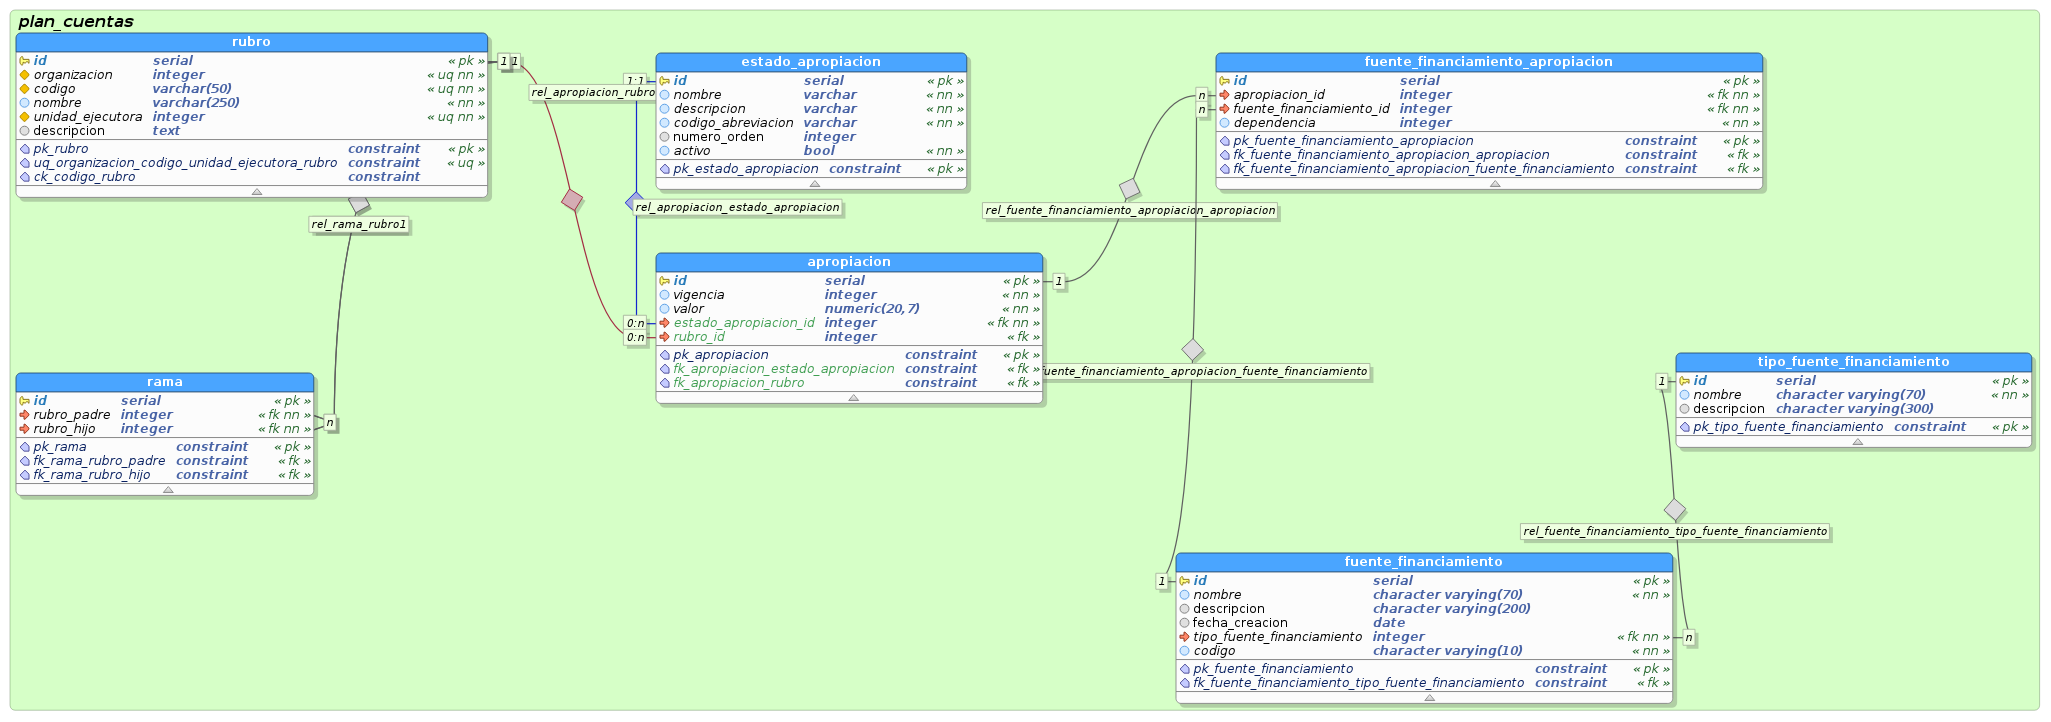 plan_cuentas
rubro
id serial « pk »
organizacion integer « uq nn »
codigo varchar(50) « uq nn »
nombre varchar(250) « nn »
unidad_ejecutora integer « uq nn »
descripcion text
pk_rubro constraint « pk »
uq_organizacion_codigo_unidad_ejecutora_rubro constraint « uq »
ck_codigo_rubro constraint
1
1
rel_apropiacion_rubro
1:1
estado_apropiacion
id serial « pk »
nombre varchar « nn »
descripcion varchar « nn »
codigo_abreviacion varchar « nn »
numero_orden integer
activo bool « nn »
pk_estado_apropiacion constraint « pk »
fuente_financiamiento_apropiacion
id serial « pk »
n
apropiacion_id integer « fk nn »
n
fuente_financiamiento_id integer « fk nn »
dependencia integer « nn »
pk_fuente_financiamiento_apropiacion constraint « pk »
fk_fuente_financiamiento_apropiacion_apropiacion constraint « fk »
fk_fuente_financiamiento_apropiacion_fuente_financiamiento constraint « fk »
rel_rama_rubro1
rel_apropiacion_estado_apropiacion
rel_fuente_financiamiento_apropiacion_apropiacion
apropiacion
id serial « pk »
1
vigencia integer « nn »
valor numeric(20,7) « nn »
0:n
estado_apropiacion_id integer « fk nn »
0:n
rubro_id integer « fk »
pk_apropiacion constraint « pk »
fk_apropiacion_estado_apropiacion constraint « fk »
fk_apropiacion_rubro constraint « fk »
fuente_financiamiento_apropiacion_fuente_financiamiento
rama
id serial « pk »
rubro_padre integer « fk nn »
rubro_hijo integer « fk nn »
n
pk_rama constraint « pk »
fk_rama_rubro_padre constraint « fk »
fk_rama_rubro_hijo constraint « fk »
tipo_fuente_financiamiento
1
id serial « pk »
nombre character varying(70) « nn »
descripcion character varying(300)
pk_tipo_fuente_financiamiento constraint « pk »
rel_fuente_financiamiento_tipo_fuente_financiamiento
fuente_financiamiento
1
id serial « pk »
nombre character varying(70) « nn »
descripcion character varying(200)
fecha_creacion date
tipo_fuente_financiamiento integer « fk nn »
n
codigo character varying(10) « nn »
pk_fuente_financiamiento constraint « pk »
fk_fuente_financiamiento_tipo_fuente_financiamiento constraint « fk »